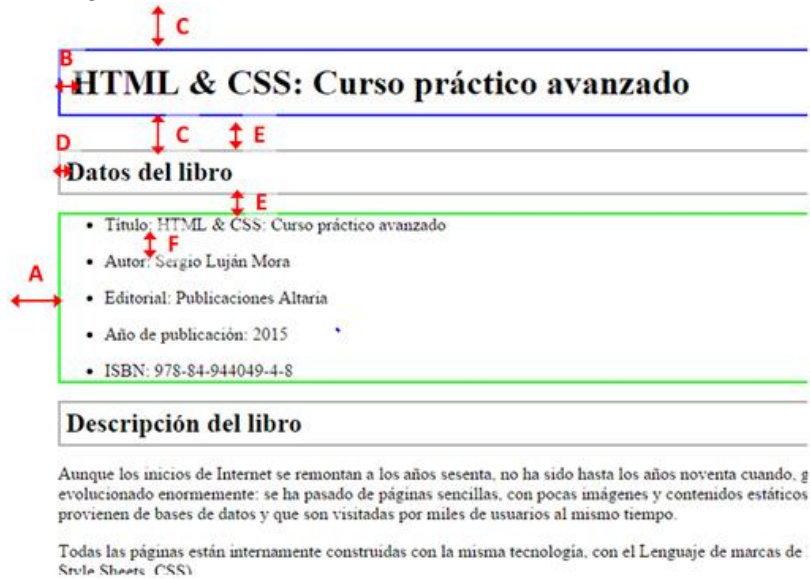 C
B
HTML & CSS: Curso práctico avanzado
C E
D
Datos del libro
E
• Título: HTML & CSS: Curso práctico avanzado
F
• Autor: Sergio Luján Mora
A
• Editorial: Publicaciones Altaria
• Año de publicación: 2015
• ISBN: 978-84-944049-4-8
Descripción del libro
Aunque los inicios de Internet se remontan a los años sesenta, no ha sido hasta los años noventa cuando, g
evolucionado enormemente: se ha pasado de páginas sencillas, con pocas imágenes y contenidos estáticos
provienen de bases de datos y que son visitadas por miles de usuarios al mismo tiempo.
Todas las páginas están internamente construidas con la misma tecnología, con el Lenguaje de marcas de
Style Sheets, CSS)